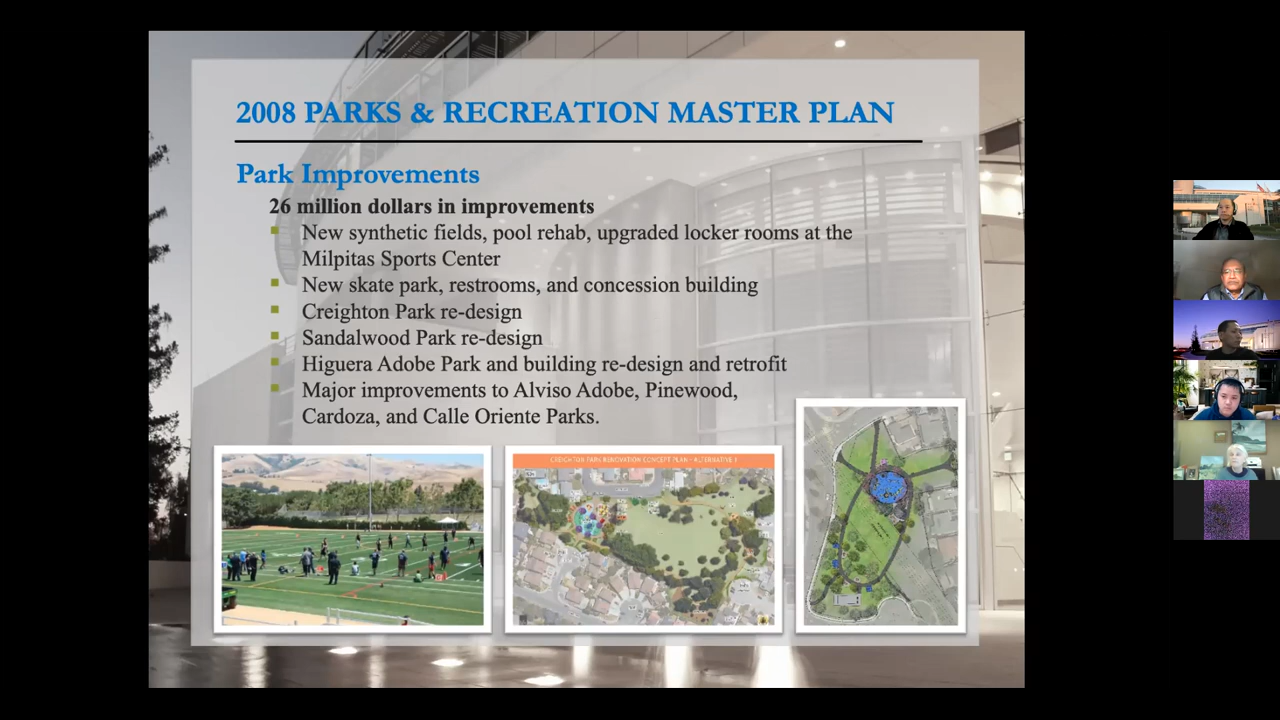 2008 PARKS & RECREATION MASTER PLAN
Park Improvements
26 million dollars in improvements
New synthetic fields, pool rehab, upgraded locker rooms at the
Milpitas Sports Center
New skate park, restrooms, and concession building
Creighton Park re-design
Sandalwood Park re-design
Higuera Adobe Park and building re-design and retrofit
Major improvements to Alviso Adobe, Pinewood,
Cardoza, and Calle Oriente Parks.
CREIGHTON PARK RENOVATION CONCEPT PLAN - ALTERNATIVE 1